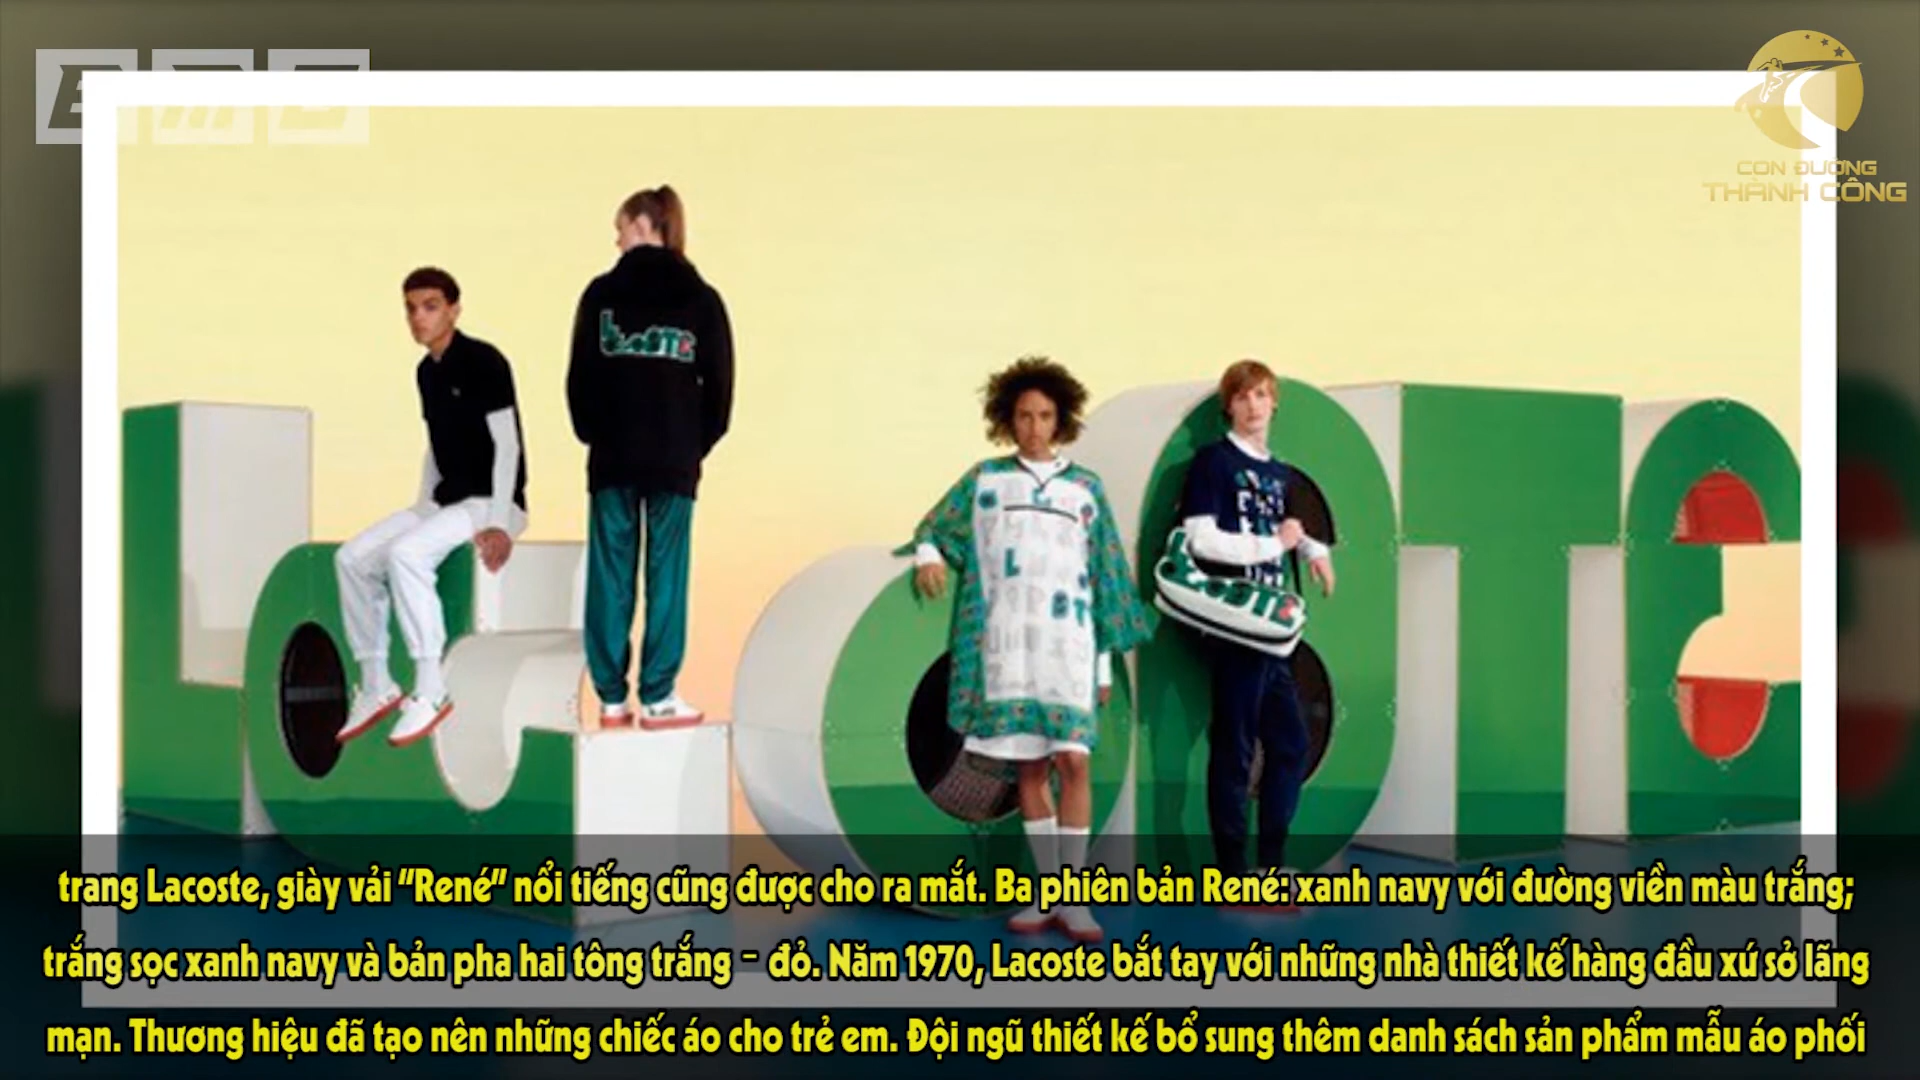 CON ĐƯỜNG
THÀNH CÔNG
LACOSTE
trang Lacoste, giày vải “René” nổi tiếng cũng được cho ra mắt. Ba phiên bản René: xanh navy với đường viền màu trắng;
trắng sọc xanh navy và bản pha hai tông trắng - đỏ. Năm 1970, Lacoste bắt tay với những nhà thiết kế hàng đầu xứ sở lãng
mạn. Thương hiệu đã tạo nên những chiếc áo cho trẻ em. Đội ngũ thiết kế bổ sung thêm danh sách sản phẩm mẫu áo phối